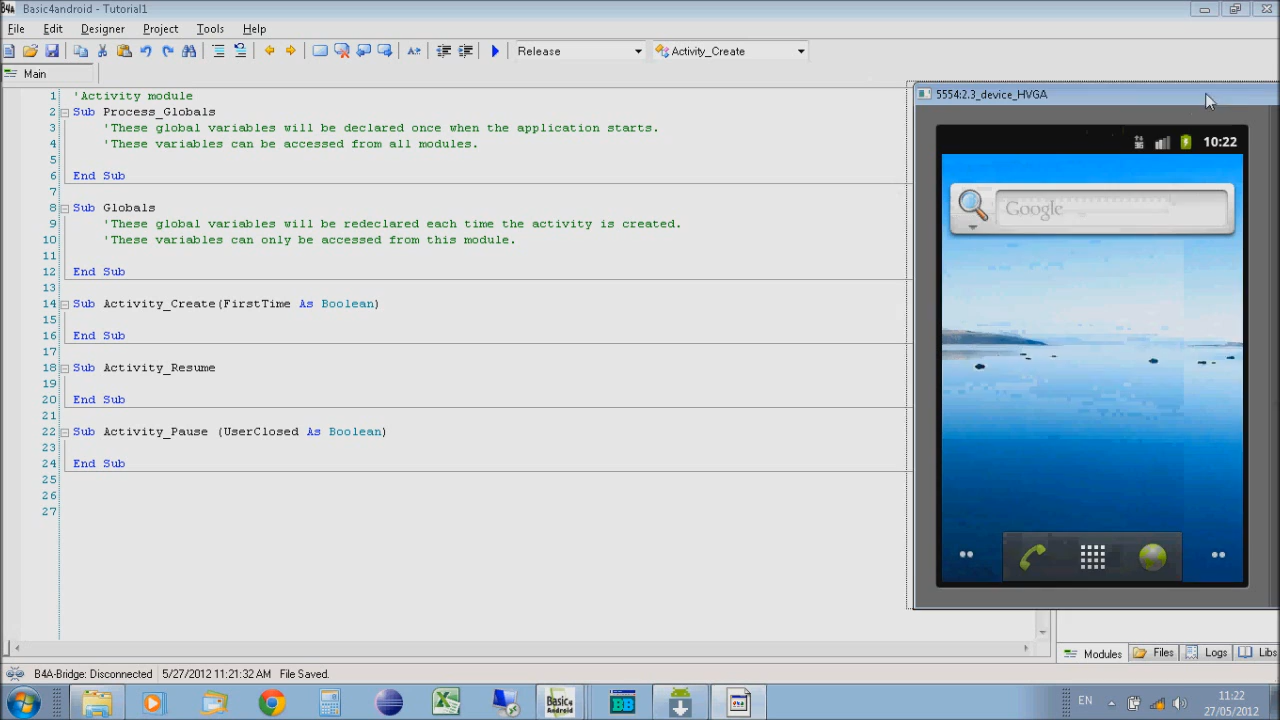 B4A Basic4android - Tutorial1
File Edit Designer Project Tools Help
Release Activity_Create
Main
1 'Activity module
2 Sub Process_Globals
3 'These global variables will be declared once when the application starts.
4 'These variables can be accessed from all modules.
5
6 End Sub
7
8 Sub Globals
9 'These global variables will be redeclared each time the activity is created.
10 'These variables can only be accessed from this module.
11
12 End Sub
13
14 Sub Activity_Create(FirstTime As Boolean)
15
16 End Sub
17
18 Sub Activity_Resume
19
20 End Sub
21
22 Sub Activity_Pause (UserClosed As Boolean)
23
24 End Sub
25
26
27
5554:2.3_device_HVGA
3G 10:22
Google
Modules Files Logs Libs
B4A-Bridge: Disconnected 5/27/2012 11:21:32 AM File Saved.
Basic4 Android
BB
EN
11:22
27/05/2012